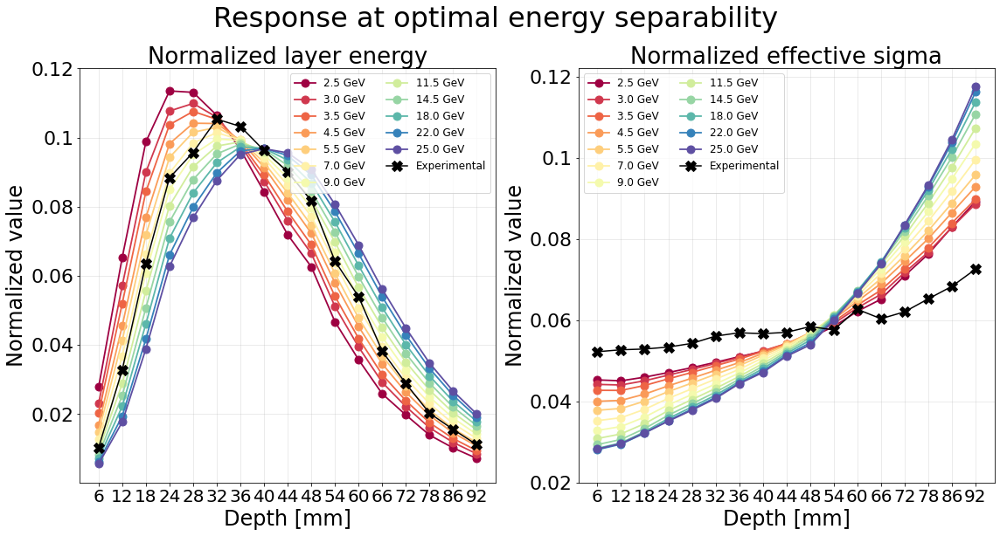 Response at optimal energy separability
Normalized layer energy
Normalized value
0.12
0.1
0.08
0.06
0.04
0.02
2.5 GeV
3.0 GeV
3.5 GeV
4.5 GeV
5.5 GeV
7.0 GeV
9.0 GeV
11.5 GeV
14.5 GeV
18.0 GeV
22.0 GeV
25.0 GeV
Experimental
6 12 18 24 28 32 36 40 44 48 54 60 66 72 78 86 92
Depth [mm]
Normalized effective sigma
Normalized value
0.12
0.1
0.08
0.06
0.04
0.02
2.5 GeV
3.0 GeV
3.5 GeV
4.5 GeV
5.5 GeV
7.0 GeV
9.0 GeV
11.5 GeV
14.5 GeV
18.0 GeV
22.0 GeV
25.0 GeV
Experimental
6 12 18 24 28 32 36 40 44 48 54 60 66 72 78 86 92
Depth [mm]